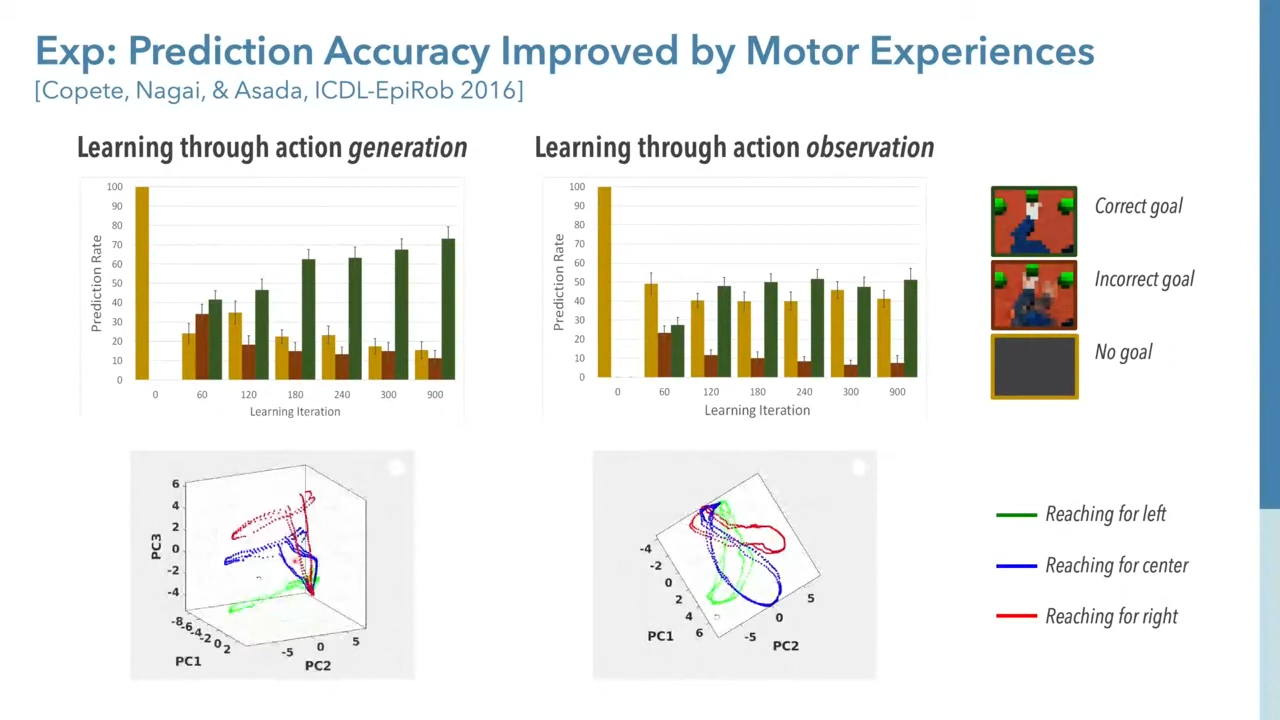 Exp: Prediction Accuracy Improved by Motor Experiences
[Copete, Nagai, & Asada, ICDL-EpiRob 2016]
Learning through action generation
100
90
80
70
60
50
40
30
20
10
0
Prediction Rate
0 60 120 180 240 300 900
Learning Iteration
Learning through action observation
100
90
80
70
60
50
40
30
20
10
0
Prediction Rate
0 60 120 180 240 300 900
Learning Iteration
Correct goal
Incorrect goal
No goal
6
4
2
0
-2
-4
PC3
-8 -6 -4 -2 0 2
PC1
-5 0 5
PC2
-4
-2
0
2
4
6
PC1
-5 0 5
PC2
Reaching for left
Reaching for center
Reaching for right